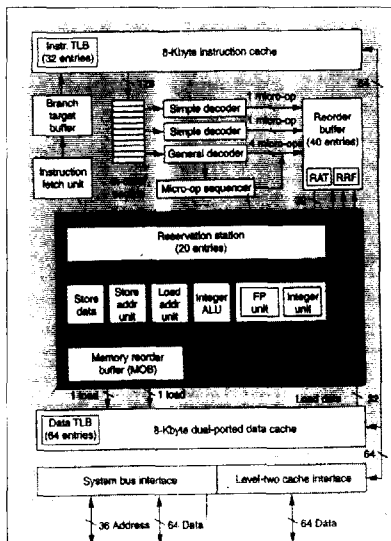 Instr. TLB
(32 entries)
8-Kbyte instruction cache
Branch
target
buffer
Instruction
fetch unit
Simple decoder
1 micro-op
Simple decoder
1 micro-op
General decoder
4 micro-ops
Micro-op sequencer
Reorder
buffer
(40 entries)
RAT
RRF
Reservation station
(20 entries)
Store
data
Store
addr
unit
Load
addr
unit
Integer
ALU
FP
unit
Integer
unit
Memory reorder
buffer (MOB)
1 load
1 load
Load data
Data TLB
(64 entries)
8-Kbyte dual-ported data cache
64
System bus interface
Level-two cache interface
36 Address
64 Data
64 Data